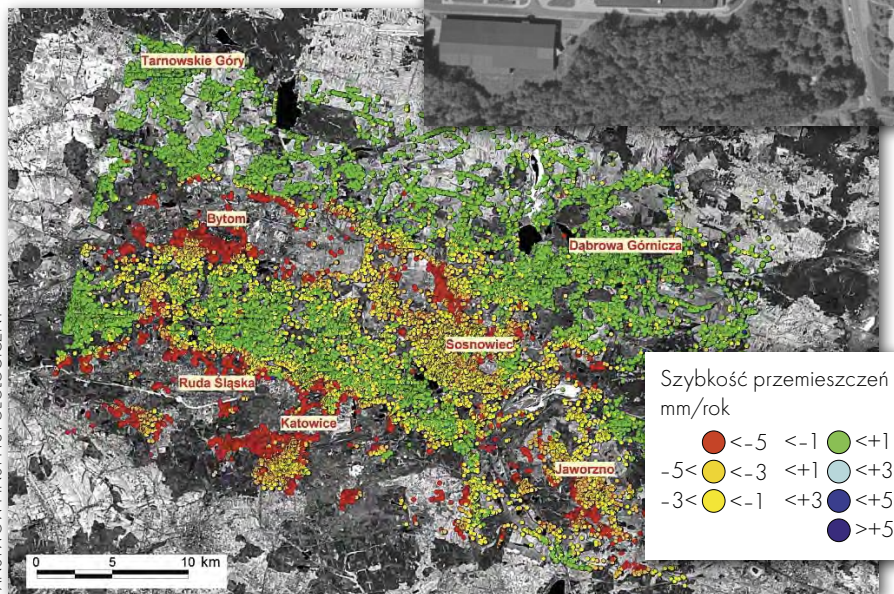 Tarnowskie Góry
Bytom
Dąbrowa Górnicza
Sosnowiec
Ruda Śląska
Katowice
Jaworzno
0 5 10 km
Szybkość przemieszczeń
mm/rok
<-5 <-1 <+1
-5< <-3 <+1 <+3
-3< <-1 <+3 <+5
>+5